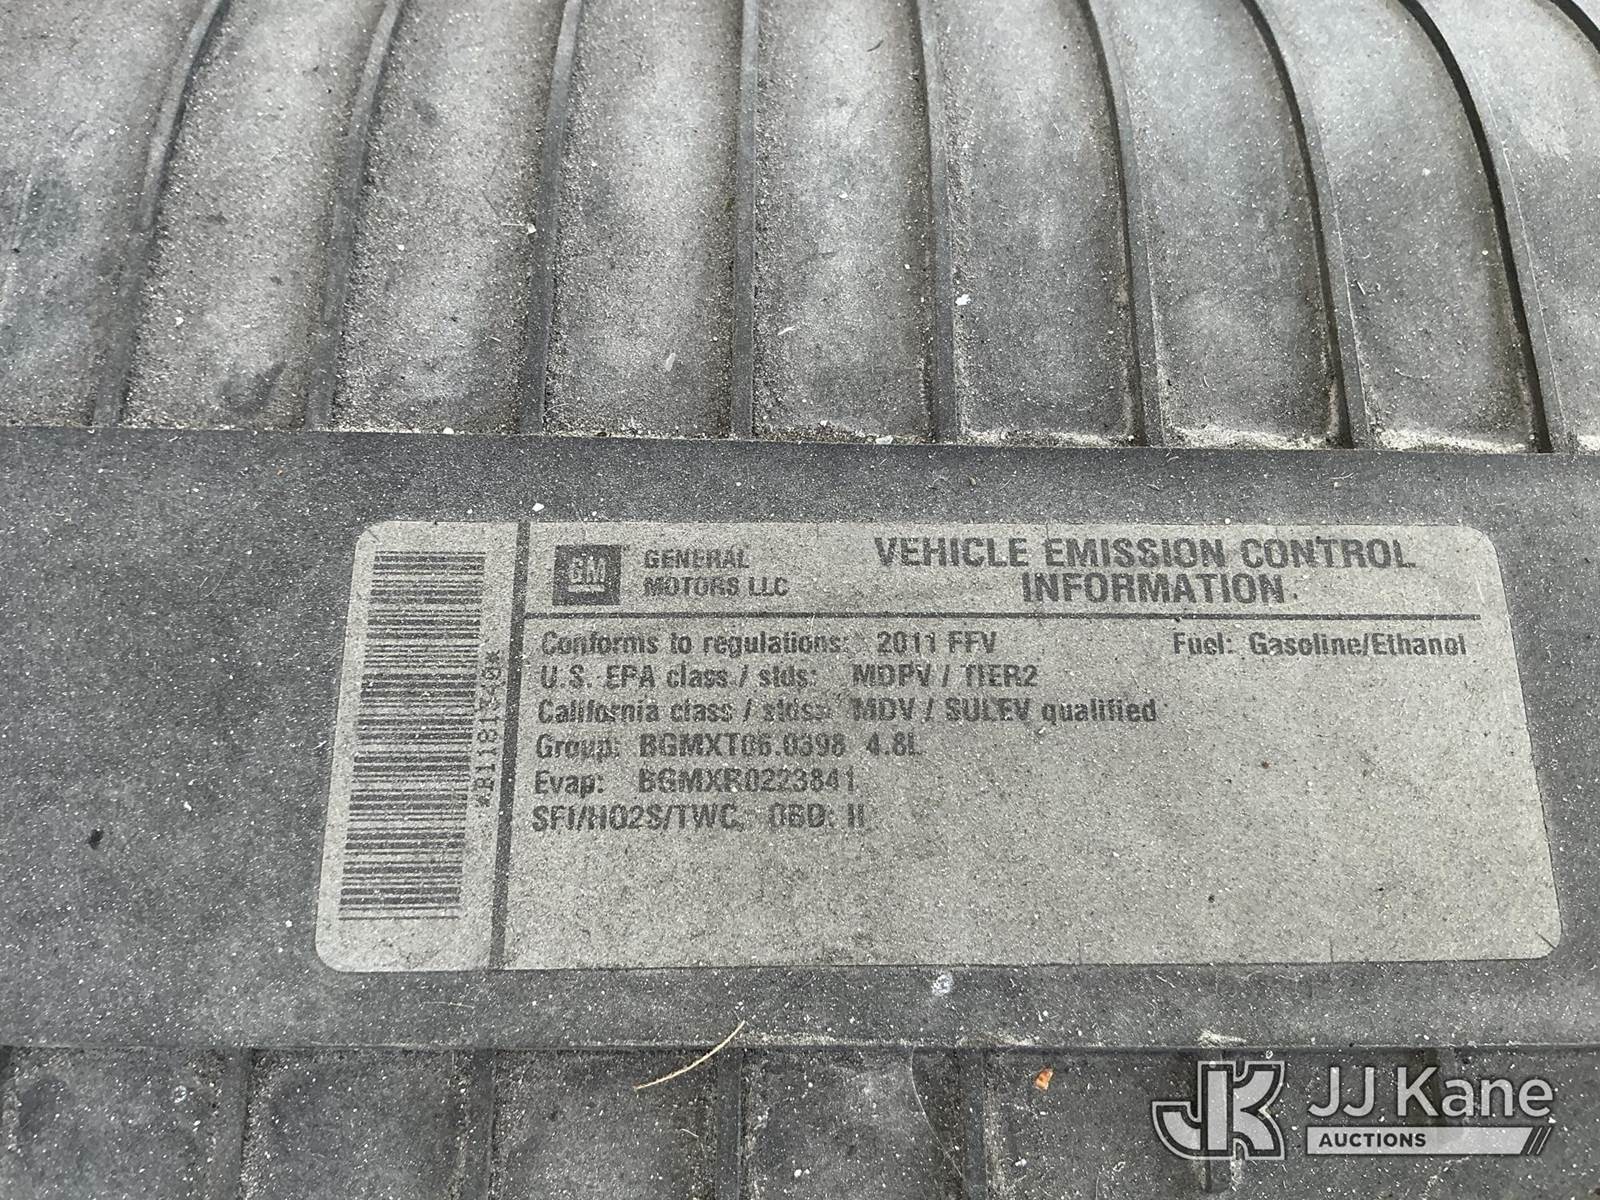 GM GENERAL MOTORS LLC
VEHICLE EMISSION CONTROL
INFORMATION
Conforms to regulations: 2011 FFV Fuel: Gasoline/Ethanol
U.S. EPA class / stds: MDPV / TIER2
California class / stds: MDV / SULEV qualified
Group: BGMXT06.0398 4.8L
Evap: BGMXR0223841
SFI/HO2S/TWC, OBD: II
*B1181340*
JK JJ Kane
AUCTIONS